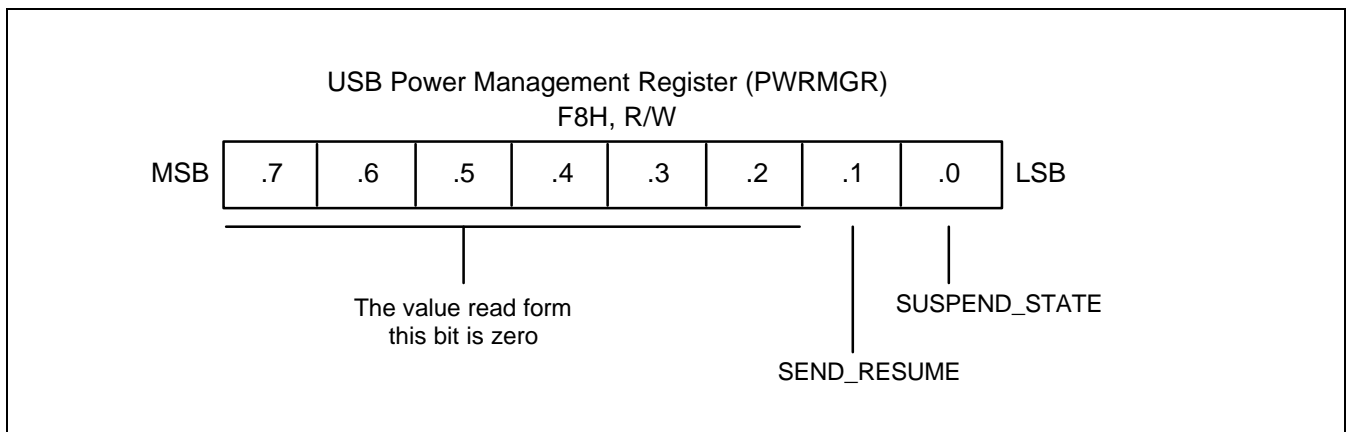 USB Power Management Register (PWRMGR)
F8H, R/W
MSB .7 .6 .5 .4 .3 .2 .1 .0 LSB
The value read form
this bit is zero
SUSPEND_STATE
SEND_RESUME